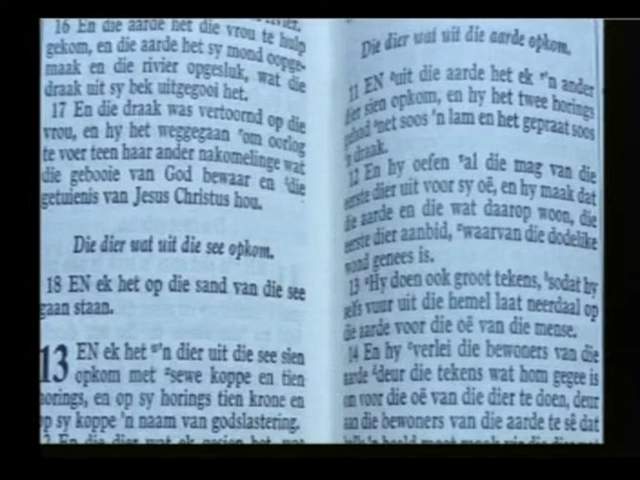 rivier.
16 En die aarde het die vrou te hulp
gekom, en die aarde het sy mond oopge-
maak en die rivier opgesluk, wat die
draak uit sy bek uitgegooi het.
17 En die draak was vertoornd op die
vrou, en hy het weggegaan om oorlog
te voer teen haar ander nakomelinge wat
die gebooie van God bewaar en die
getuienis van Jesus Christus hou.
Die dier wat uit die see opkom.
18 EN ek het op die sand van die see
gaan staan.
13 EN ek het 'n dier uit die see sien
opkom met sewe koppe en tien
horings, en op sy horings tien krone en
op sy koppe 'n naam van godslastering.
2 En die dier wat ek gesien het, was
Die dier wat uit die aarde opkom.
11 EN uit die aarde het ek 'n ander
dier sien opkom, en hy het twee horings
gehad net soos 'n lam en het gepraat soos
'n draak.
12 En hy oefen al die mag van die
eerste dier uit voor sy oë, en hy maak dat
die aarde en die wat daarop woon, die
eerste dier aanbid, waarvan die dodelike
wond genees is.
13 Hy doen ook groot tekens, sodat hy
selfs vuur uit die hemel laat neerdaal op
die aarde voor die oë van die mense.
14 En hy verlei die bewoners van die
aarde deur die tekens wat hom gegee is
om voor die oë van die dier te doen, deur
aan die bewoners van die aarde te sê dat